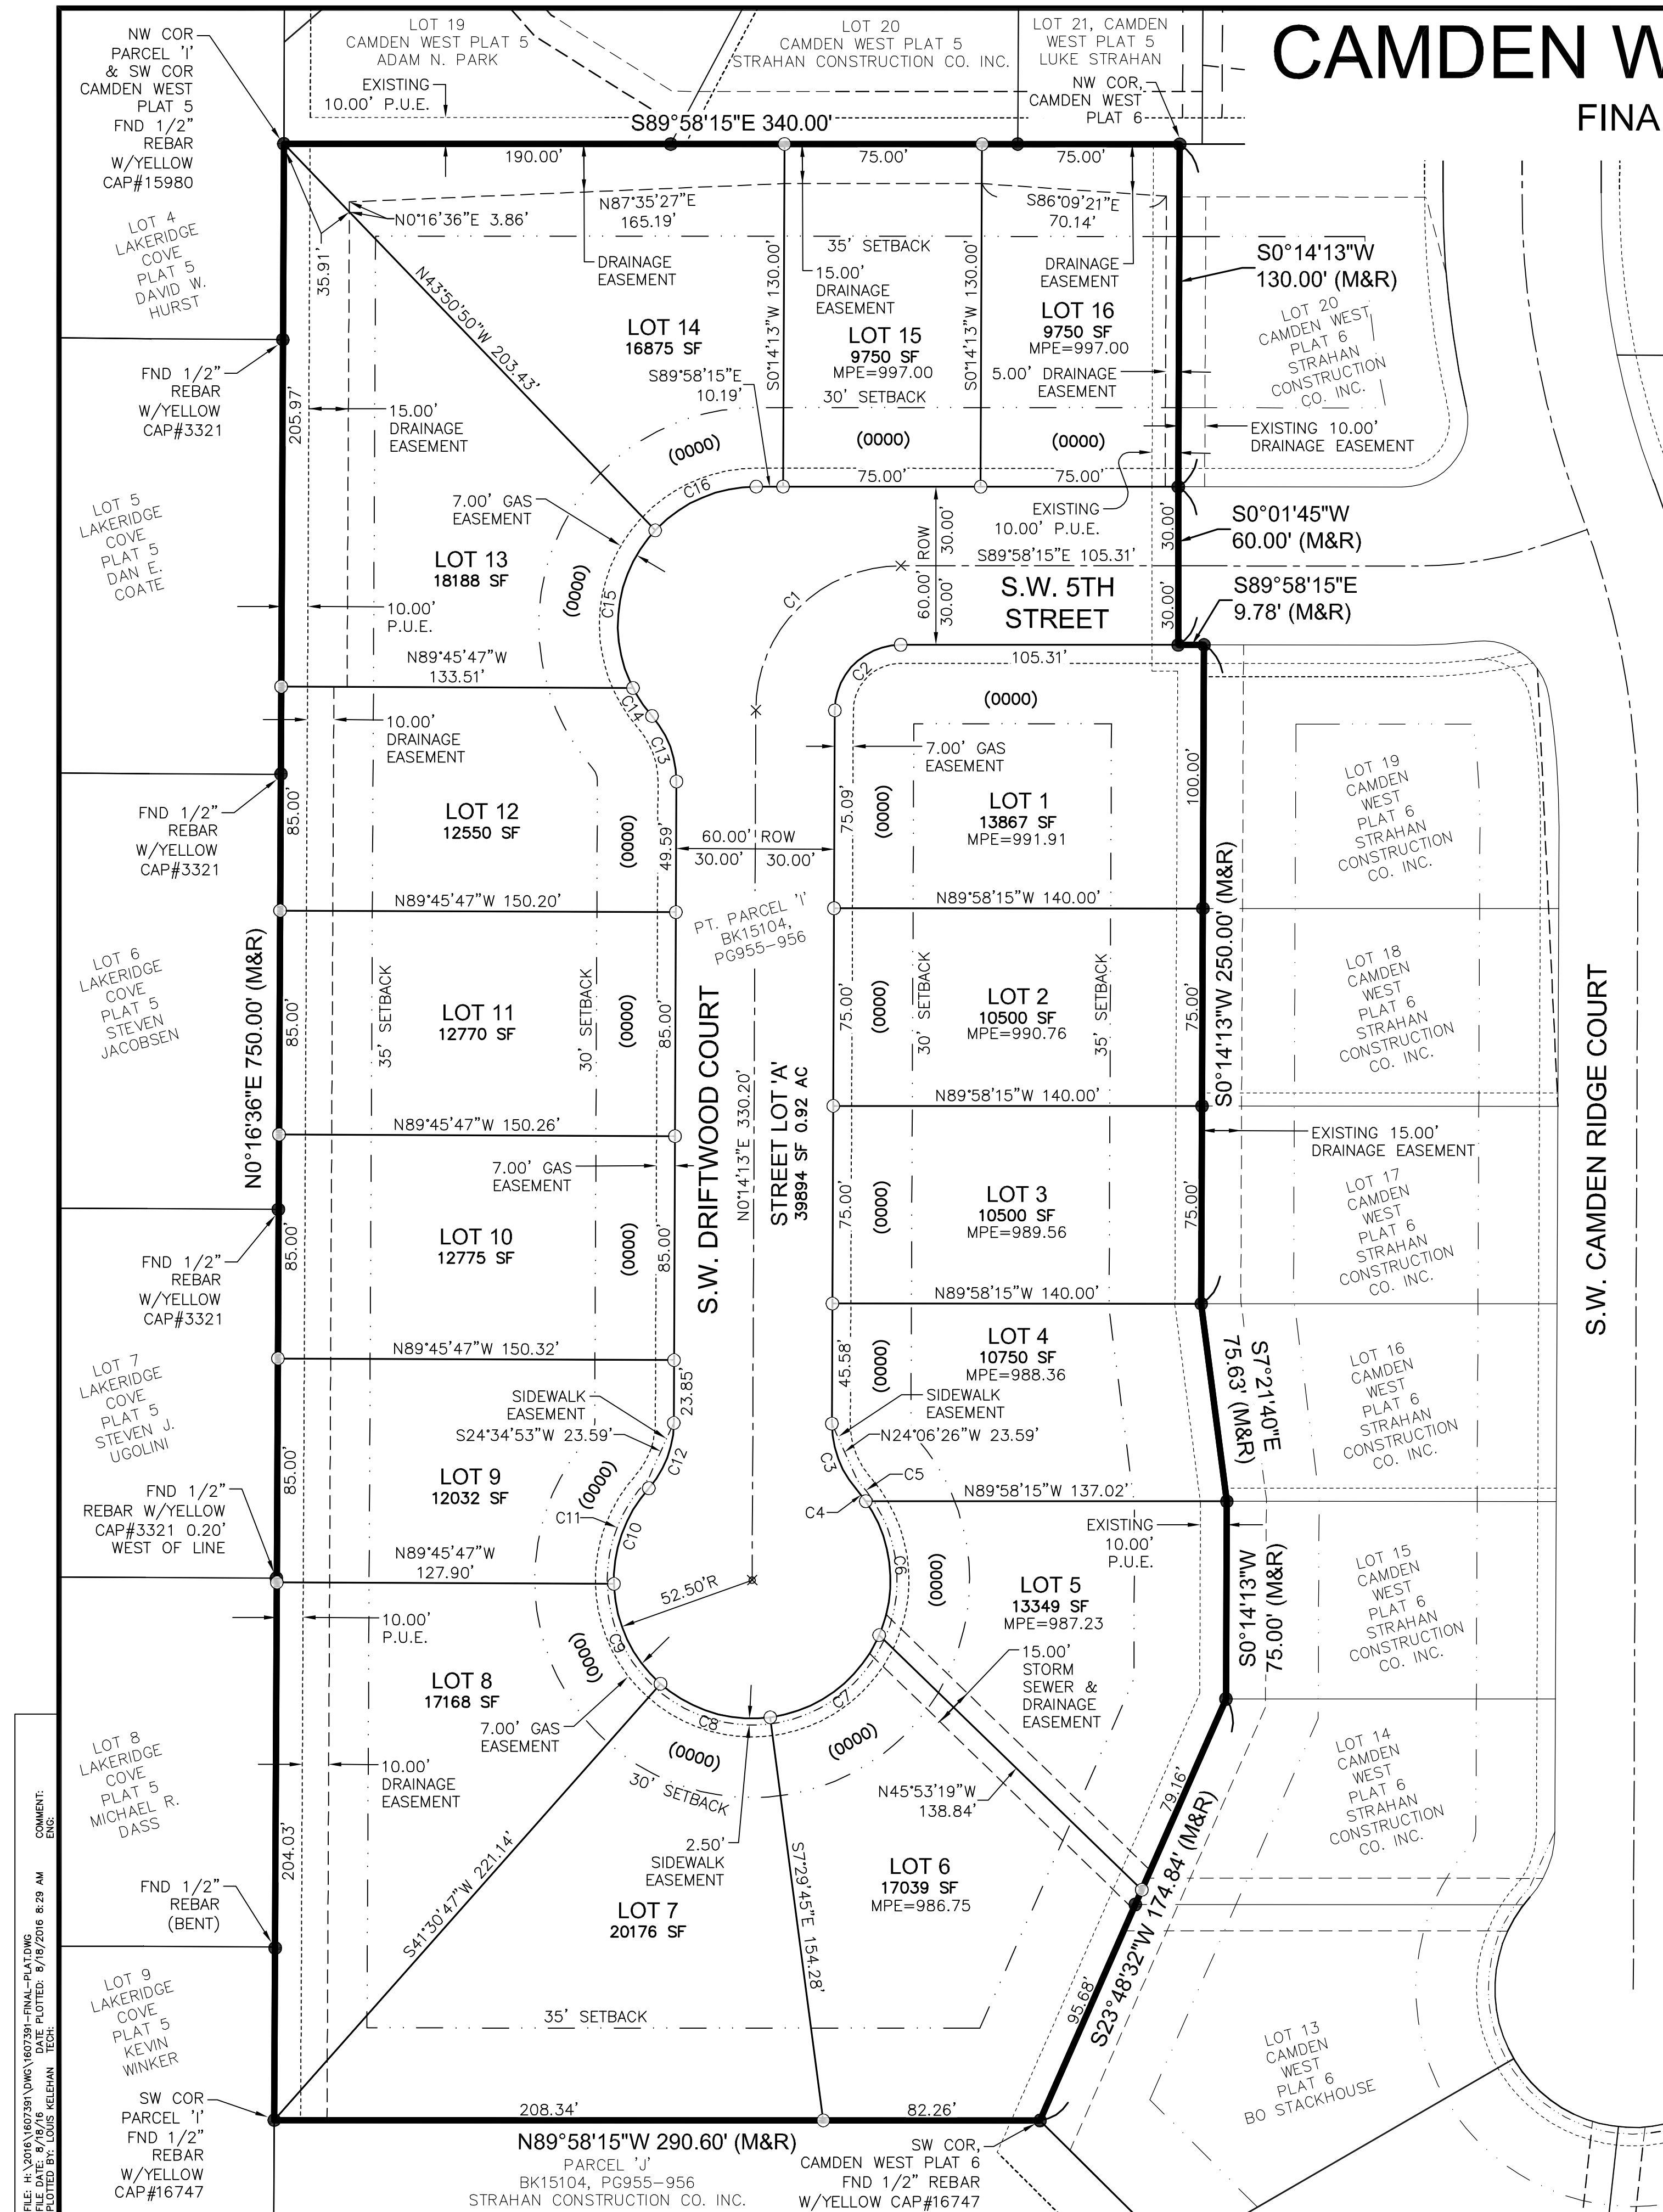 CAMDEN W
FINA
NW COR
PARCEL 'I'
& SW COR
CAMDEN WEST
PLAT 5
FND 1/2"
REBAR
W/YELLOW
CAP#15980
LOT 19
CAMDEN WEST PLAT 5
ADAM N. PARK
EXISTING
10.00' P.U.E.
LOT 20
CAMDEN WEST PLAT 5
STRAHAN CONSTRUCTION CO. INC.
LOT 21, CAMDEN
WEST PLAT 5
LUKE STRAHAN
NW COR,
CAMDEN WEST
PLAT 6
S89°58'15"E 340.00'
190.00'
75.00'
75.00'
N0°16'36"E 3.86'
N87°35'27"E
165.19'
S86°09'21"E
70.14'
35' SETBACK
DRAINAGE
EASEMENT
15.00'
DRAINAGE
EASEMENT
DRAINAGE
EASEMENT
S0°14'13"W
130.00' (M&R)
LOT 4
LAKERIDGE
COVE
PLAT 5
DAVID W.
HURST
35.91'
N43°50'50"W 203.43'
S0°14'13"W 130.00'
S0°14'13"W 130.00'
LOT 14
16875 SF
LOT 15
9750 SF
MPE=997.00
LOT 16
9750 SF
MPE=997.00
LOT 20
CAMDEN WEST
PLAT 6
STRAHAN
CONSTRUCTION
CO. INC.
FND 1/2"
REBAR
W/YELLOW
CAP#3321
205.97'
S89°58'15"E
10.19'
30' SETBACK
5.00' DRAINAGE
EASEMENT
15.00'
DRAINAGE
EASEMENT
(0000)
(0000)
(0000)
EXISTING 10.00'
DRAINAGE EASEMENT
C16
75.00'
75.00'
7.00' GAS
EASEMENT
EXISTING
10.00' P.U.E.
S0°01'45"W
60.00' (M&R)
LOT 5
LAKERIDGE
COVE
PLAT 5
DAN E.
COATE
LOT 13
18188 SF
(0000)
C15
C1
60.00' ROW
30.00'
30.00'
S89°58'15"E 105.31'
30.00'
30.00'
S.W. 5TH
STREET
S89°58'15"E
9.78' (M&R)
10.00'
P.U.E.
N89°45'47"W
133.51'
C14
C13
C2
105.31'
(0000)
10.00'
DRAINAGE
EASEMENT
7.00' GAS
EASEMENT
100.00'
FND 1/2"
REBAR
W/YELLOW
CAP#3321
85.00'
LOT 12
12550 SF
(0000)
49.59'
60.00' ROW
30.00'
30.00'
75.09'
(0000)
LOT 1
13867 SF
MPE=991.91
LOT 19
CAMDEN
WEST
PLAT 6
STRAHAN
CONSTRUCTION
CO. INC.
N89°45'47"W 150.20'
N89°58'15"W 140.00'
PT. PARCEL 'I'
BK15104,
PG955-956
N0°16'36"E 750.00' (M&R)
S0°14'13"W 250.00' (M&R)
LOT 6
LAKERIDGE
COVE
PLAT 5
STEVEN
JACOBSEN
85.00'
35' SETBACK
LOT 11
12770 SF
30' SETBACK
(0000)
85.00'
75.00'
(0000)
30' SETBACK
LOT 2
10500 SF
MPE=990.76
35' SETBACK
75.00'
LOT 18
CAMDEN
WEST
PLAT 6
STRAHAN
CONSTRUCTION
CO. INC.
S.W. CAMDEN RIDGE COURT
S.W. DRIFTWOOD COURT
N0°14'13"E 330.20'
STREET LOT 'A'
39894 SF 0.92 AC
N89°45'47"W 150.26'
N89°58'15"W 140.00'
EXISTING 15.00'
DRAINAGE EASEMENT
7.00' GAS
EASEMENT
85.00'
LOT 10
12775 SF
(0000)
85.00'
75.00'
(0000)
LOT 3
10500 SF
MPE=989.56
75.00'
LOT 17
CAMDEN
WEST
PLAT 6
STRAHAN
CONSTRUCTION
CO. INC.
FND 1/2"
REBAR
W/YELLOW
CAP#3321
N89°45'47"W 150.32'
N89°58'15"W 140.00'
LOT 7
LAKERIDGE
COVE
PLAT 5
STEVEN J.
UGOLINI
85.00'
SIDEWALK
EASEMENT
S24°34'53"W 23.59'
23.85'
45.58'
(0000)
LOT 4
10750 SF
MPE=988.36
SIDEWALK
EASEMENT
N24°06'26"W 23.59'
S7°21'40"E
75.63' (M&R)
LOT 16
CAMDEN
WEST
PLAT 6
STRAHAN
CONSTRUCTION
CO. INC.
FND 1/2"
REBAR W/YELLOW
CAP#3321 0.20'
WEST OF LINE
LOT 9
12032 SF
(0000)
C12
C11
C10
C3
C5
C4
N89°58'15"W 137.02'
N89°45'47"W
127.90'
52.50'R
C6
(0000)
EXISTING
10.00'
P.U.E.
LOT 5
13349 SF
MPE=987.23
S0°14'13"W
75.00' (M&R)
LOT 15
CAMDEN
WEST
PLAT 6
STRAHAN
CONSTRUCTION
CO. INC.
10.00'
P.U.E.
LOT 8
17168 SF
(0000)
C9
C8
C7
7.00' GAS
EASEMENT
(0000)
(0000)
30' SETBACK
15.00'
STORM
SEWER &
DRAINAGE
EASEMENT
LOT 8
LAKERIDGE
COVE
PLAT 5
MICHAEL R.
DASS
10.00'
DRAINAGE
EASEMENT
N45°53'19"W
138.84'
79.16'
LOT 14
CAMDEN
WEST
PLAT 6
STRAHAN
CONSTRUCTION
CO. INC.
204.03'
S41°30'47"W 221.14'
2.50'
SIDEWALK
EASEMENT
S7°29'45"E 154.28'
LOT 6
17039 SF
MPE=986.75
S23°48'32"W 174.84' (M&R)
FND 1/2"
REBAR
(BENT)
LOT 7
20176 SF
LOT 9
LAKERIDGE
COVE
PLAT 5
KEVIN
WINKER
35' SETBACK
95.68'
LOT 13
CAMDEN
WEST
PLAT 6
BO STACKHOUSE
SW COR
PARCEL 'I'
FND 1/2"
REBAR
W/YELLOW
CAP#16747
208.34'
82.26'
N89°58'15"W 290.60' (M&R)
PARCEL 'J'
BK15104, PG955-956
STRAHAN CONSTRUCTION CO. INC.
SW COR,
CAMDEN WEST PLAT 6
FND 1/2" REBAR
W/YELLOW CAP#16747
FILE: H:\2016\1607391\DWG\1607391-FINAL-PLAT.DWG
FILE DATE: 8/18/16 DATE PLOTTED: 8/18/2016 8:29 AM COMMENT:
PLOTTED BY: LOUIS KELEHAN TECH: ENG: